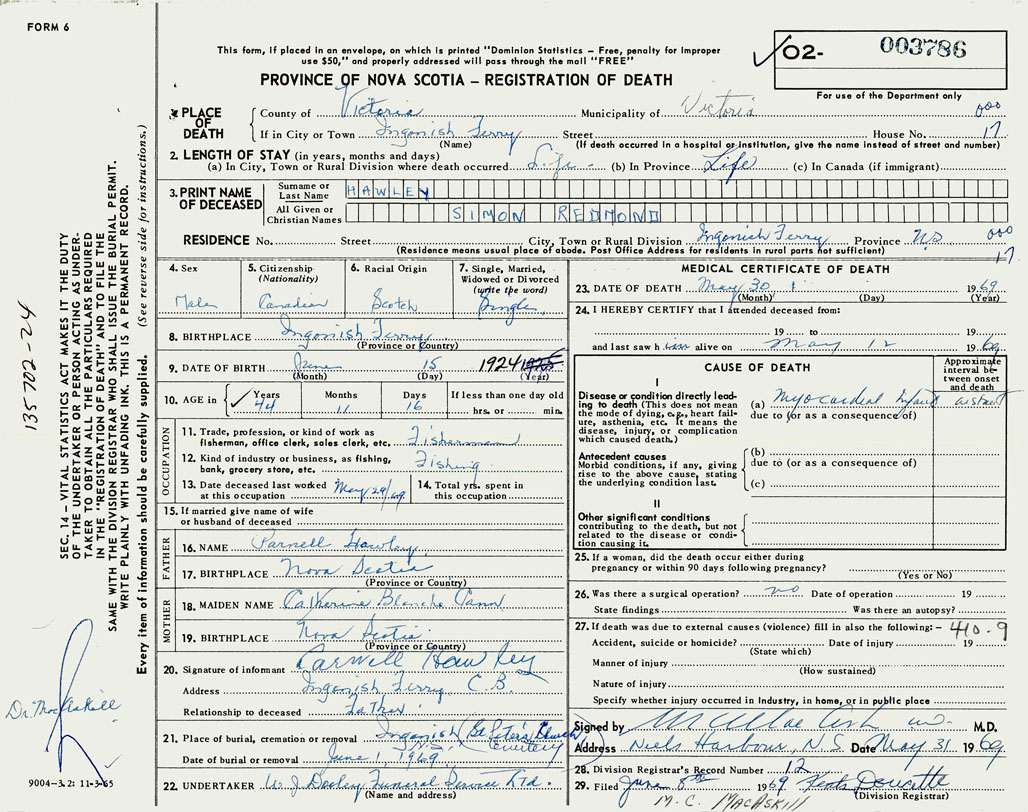 FORM 6
This form, if placed in an envelope, on which is printed "Dominion Statistics – Free, penalty for improper
use $50," and properly addressed will pass through the mail "FREE"
PROVINCE OF NOVA SCOTIA – REGISTRATION OF DEATH
O2- 003786
For use of the Department only
PLACE OF DEATH
County of Victoria Municipality of Victoria 000
If in City or Town Ingonish Ferry Street House No. 17
(Name) (If death occurred in a hospital or institution, give name instead of street and number)
2. LENGTH OF STAY (in years, months and days)
(a) In City, Town or Rural Division where death occurred Life (b) In Province Life (c) In Canada (if immigrant)
3. PRINT NAME OF DECEASED
Surname or Last Name HAWLEY
All Given or Christian Names SIMON REDMOND
RESIDENCE No. Street City, Town or Rural Division Ingonish Ferry Province N.S 000
(Residence means usual place of abode. Post Office Address for residents in rural parts not sufficient) 17
4. Sex Male
5. Citizenship (Nationality) Canadian
6. Racial Origin Scotch
7. Single, Married, Widowed or Divorced (write the word) Single
8. BIRTHPLACE Ingonish Ferry
(Province or Country)
9. DATE OF BIRTH June 15 1924 1925
(Month) (Day) (Year)
10. AGE in Years 44 Months 11 Days 16 If less than one day old hrs. or min.
OCCUPATION
11. Trade, profession, or kind of work as fisherman, office clerk, sales clerk, etc. Fishermann
12. Kind of industry or business, as fishing, bank, grocery store, etc. Fishing
13. Date deceased last worked at this occupation May 29/69
14. Total yrs. spent in this occupation
15. If married give name of wife or husband of deceased
FATHER
16. NAME Parnell Hawley
17. BIRTHPLACE Nova Scotia
(Province or Country)
MOTHER
18. MAIDEN NAME Catherine Blanche Cann
19. BIRTHPLACE Nova Scotia
(Province or Country)
20. Signature of informant Parnell Hawley
Address Ingonish Ferry C.B.
Relationship to deceased Father
21. Place of burial, cremation or removal Ingonish St. Peter's Church
N.S. Cemetery
Date of burial or removal June 1, 1969
22. UNDERTAKER W. J. Dooley Funeral Service Ltd.
(Name and address)
MEDICAL CERTIFICATE OF DEATH
23. DATE OF DEATH May 30 1969
(Month) (Day) (Year)
24. I HEREBY CERTIFY that I attended deceased from:
19 to 19
and last saw him alive on May 12 1969
CAUSE OF DEATH
Approximate interval between onset and death
I
Disease or condition directly leading to death (This does not mean the mode of dying, e.g., heart failure, asthenia, etc. It means the disease, injury, or complication which caused death.)
(a) Myocardial Infarct
due to (or as a consequence of)
Antecedent causes
Morbid conditions, if any, giving rise to the above cause, stating the underlying condition last.
(b)
due to (or as a consequence of)
(c)
II
Other significant conditions contributing to the death, but not related to the disease or condition causing it.
25. If a woman, did the death occur either during pregnancy or within 90 days following pregnancy?
(Yes or No)
26. Was there a surgical operation? no Date of operation 19
State findings Was there an autopsy?
27. If death was due to external causes (violence) fill in also the following:– 410.9
Accident, suicide or homicide? Date of injury 19
(State which)
Manner of injury
(How sustained)
Nature of injury
Specify whether injury occurred in industry, in home, or in public place
Signed by M.D.
Address Niels Harbour, N.S. Date May 31 1969
28. Division Registrar's Record Number 12
29. Filed June 8th 1969 Doucette
(Division Registrar)
M. C. MacASKILL
SEC. 14 – VITAL STATISTICS ACT MAKES IT THE DUTY
OF THE UNDERTAKER OR PERSON ACTING AS UNDER-
TAKER TO OBTAIN ALL THE PARTICULARS REQUIRED
IN THE "REGISTRATION OF DEATH" AND TO FILE THE
SAME WITH THE DIVISION REGISTRAR WHO SHALL ISSUE THE BURIAL PERMIT.
WRITE PLAINLY WITH UNFADING INK. THIS IS A PERMANENT RECORD.
Every item of information should be carefully supplied. (See reverse side for instructions.)
135702-24
Dr. MacAskill
9004–3.2: 11-3-65